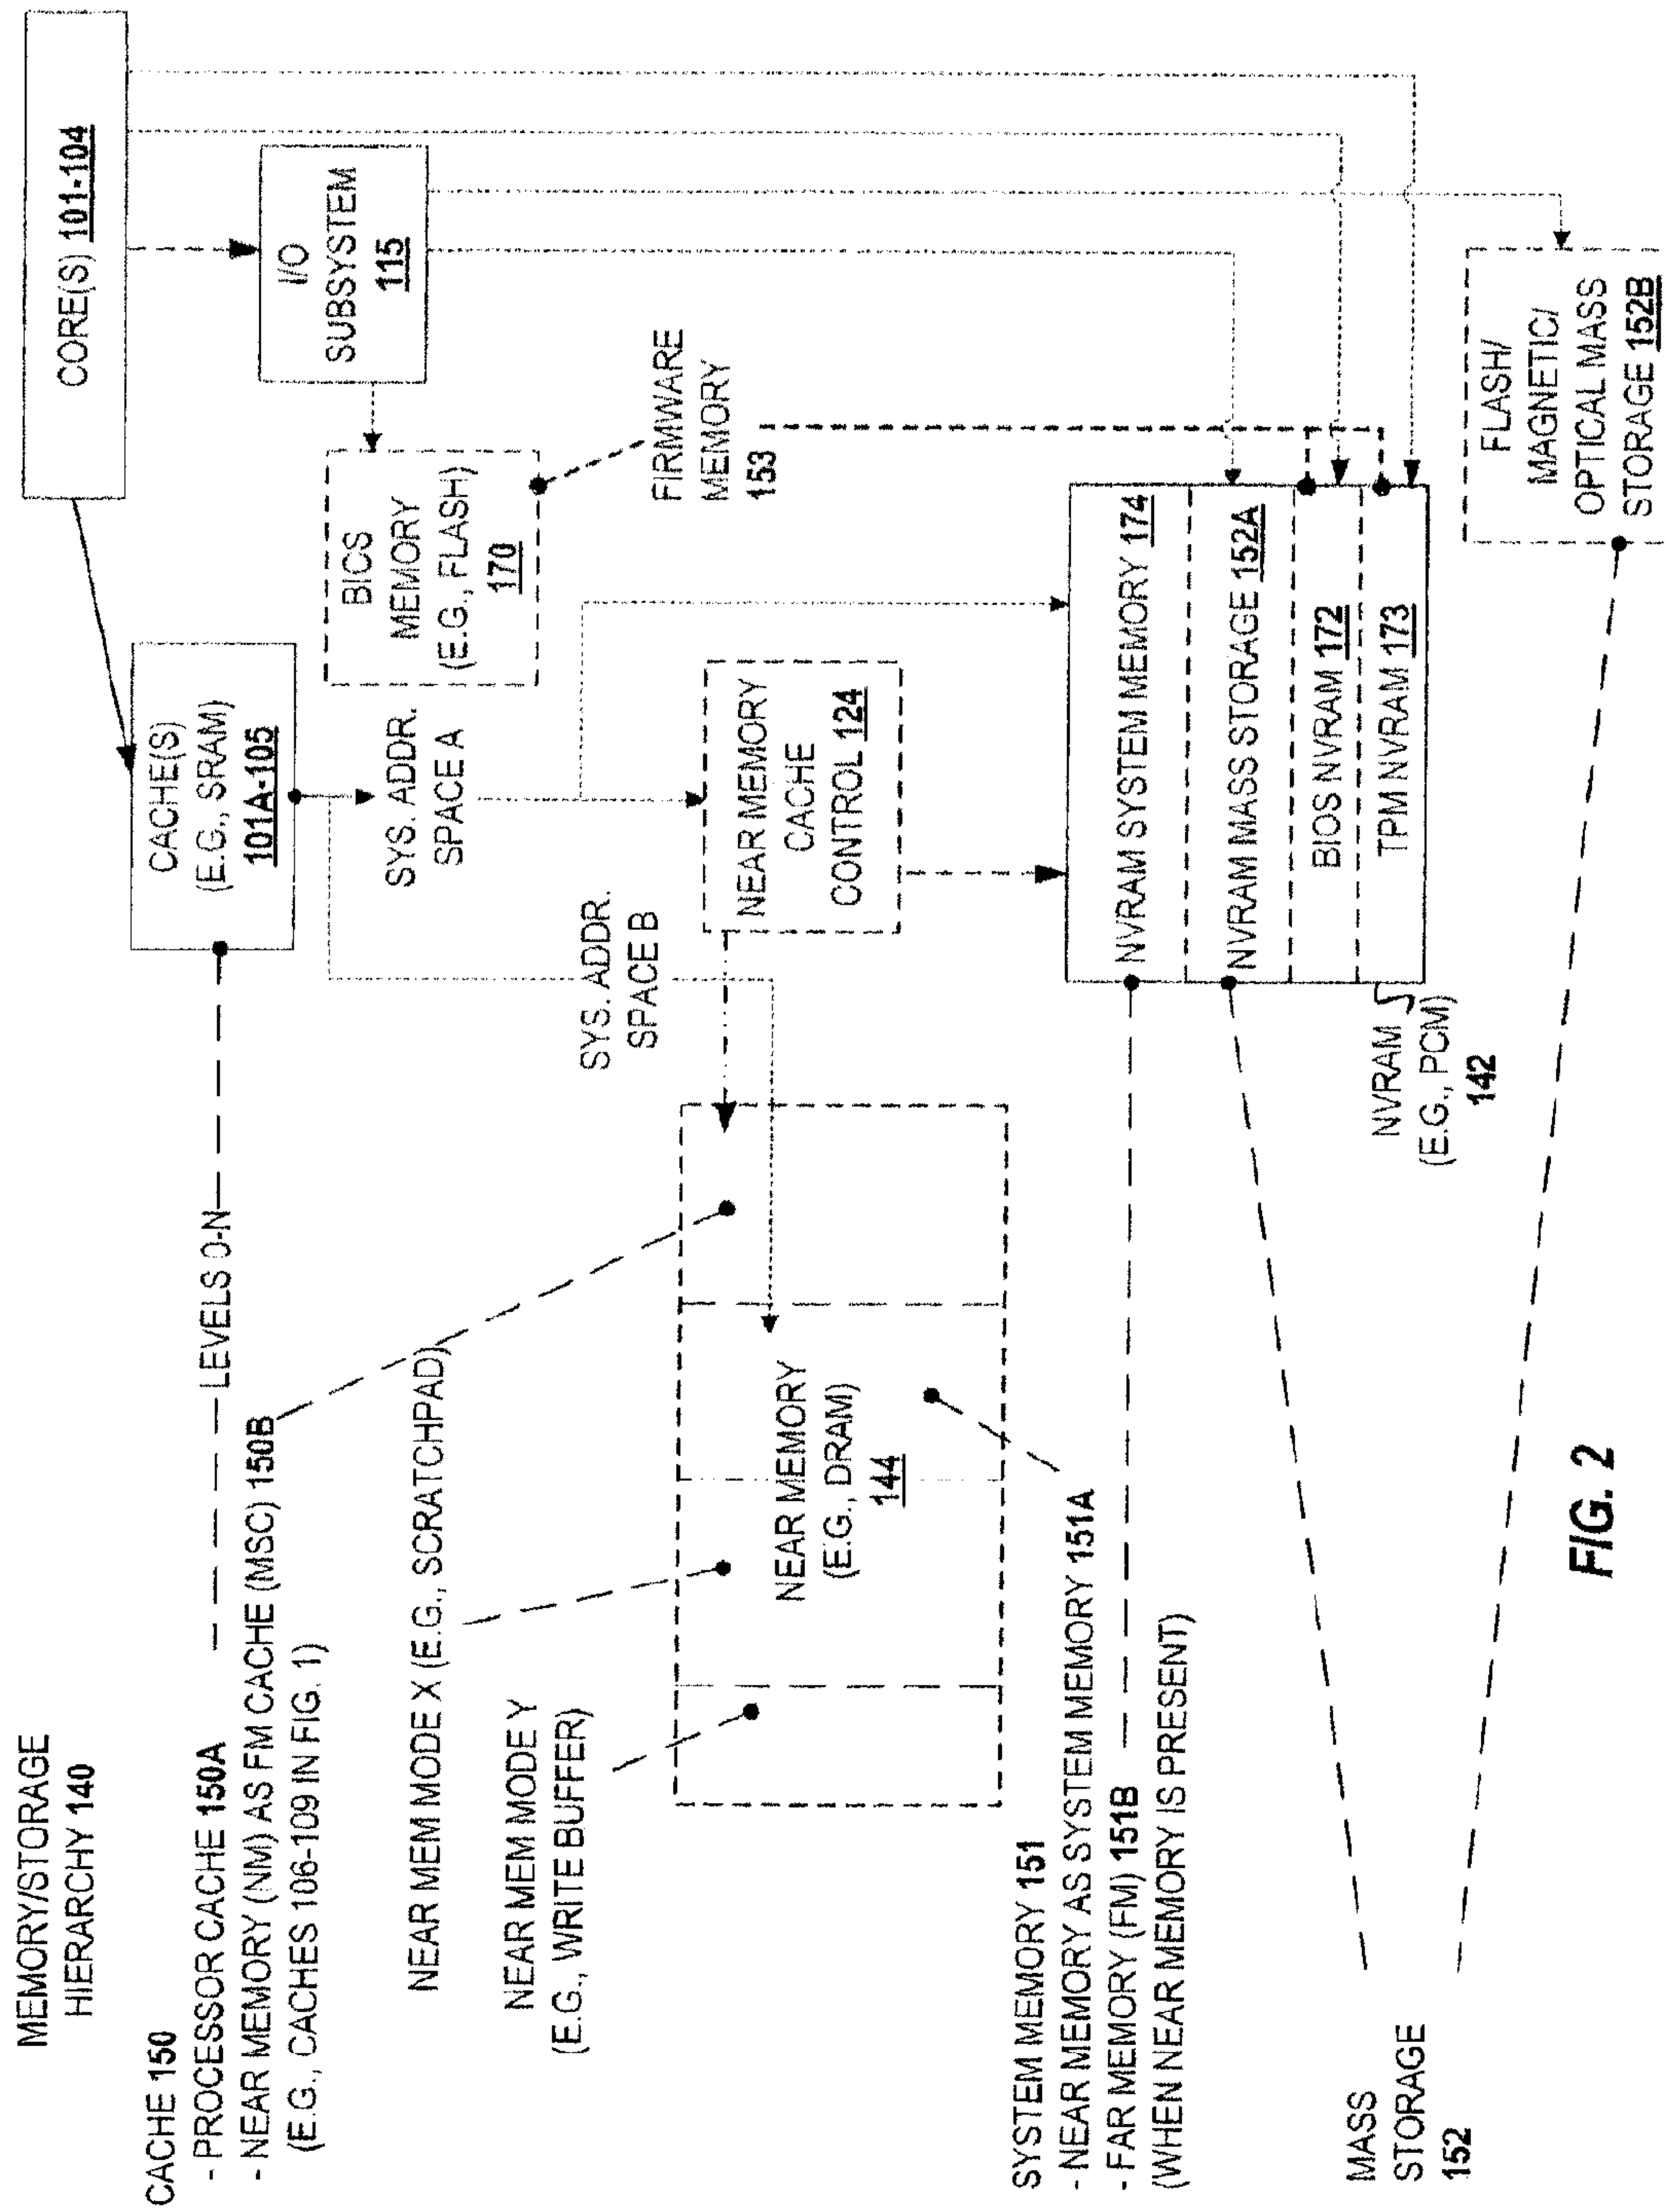 MEMORY/STORAGE
HIERARCHY 140
CACHE 150
- PROCESSOR CACHE 150A
- NEAR MEMORY (NM) AS FM CACHE (MSC) 150B
(E.G., CACHES 106-109 IN FIG. 1)
LEVELS 0-N
NEAR MEM MODE X (E.G., SCRATCHPAD)
NEAR MEM MODE Y
(E.G., WRITE BUFFER)
SYSTEM MEMORY 151
- NEAR MEMORY AS SYSTEM MEMORY 151A
- FAR MEMORY (FM) 151B
(WHEN NEAR MEMORY IS PRESENT)
MASS
STORAGE
152
CORE(S) 101-104
CACHE(S)
(E.G., SRAM)
101A-105
I/O
SUBSYSTEM
115
BICS
MEMORY
(E.G., FLASH)
170
SYS. ADDR.
SPACE A
SYS. ADDR.
SPACE B
FIRMWARE
MEMORY
153
NEAR MEMORY
CACHE
CONTROL 124
NEAR MEMORY
(E.G., DRAM)
144
NVRAM SYSTEM MEMORY 174
NVRAM MASS STORAGE 152A
BIOS NVRAM 172
TPM NVRAM 173
NVRAM
(E.G., PCM)
142
FLASH/
MAGNETIC/
OPTICAL MASS
STORAGE 152B
FIG. 2